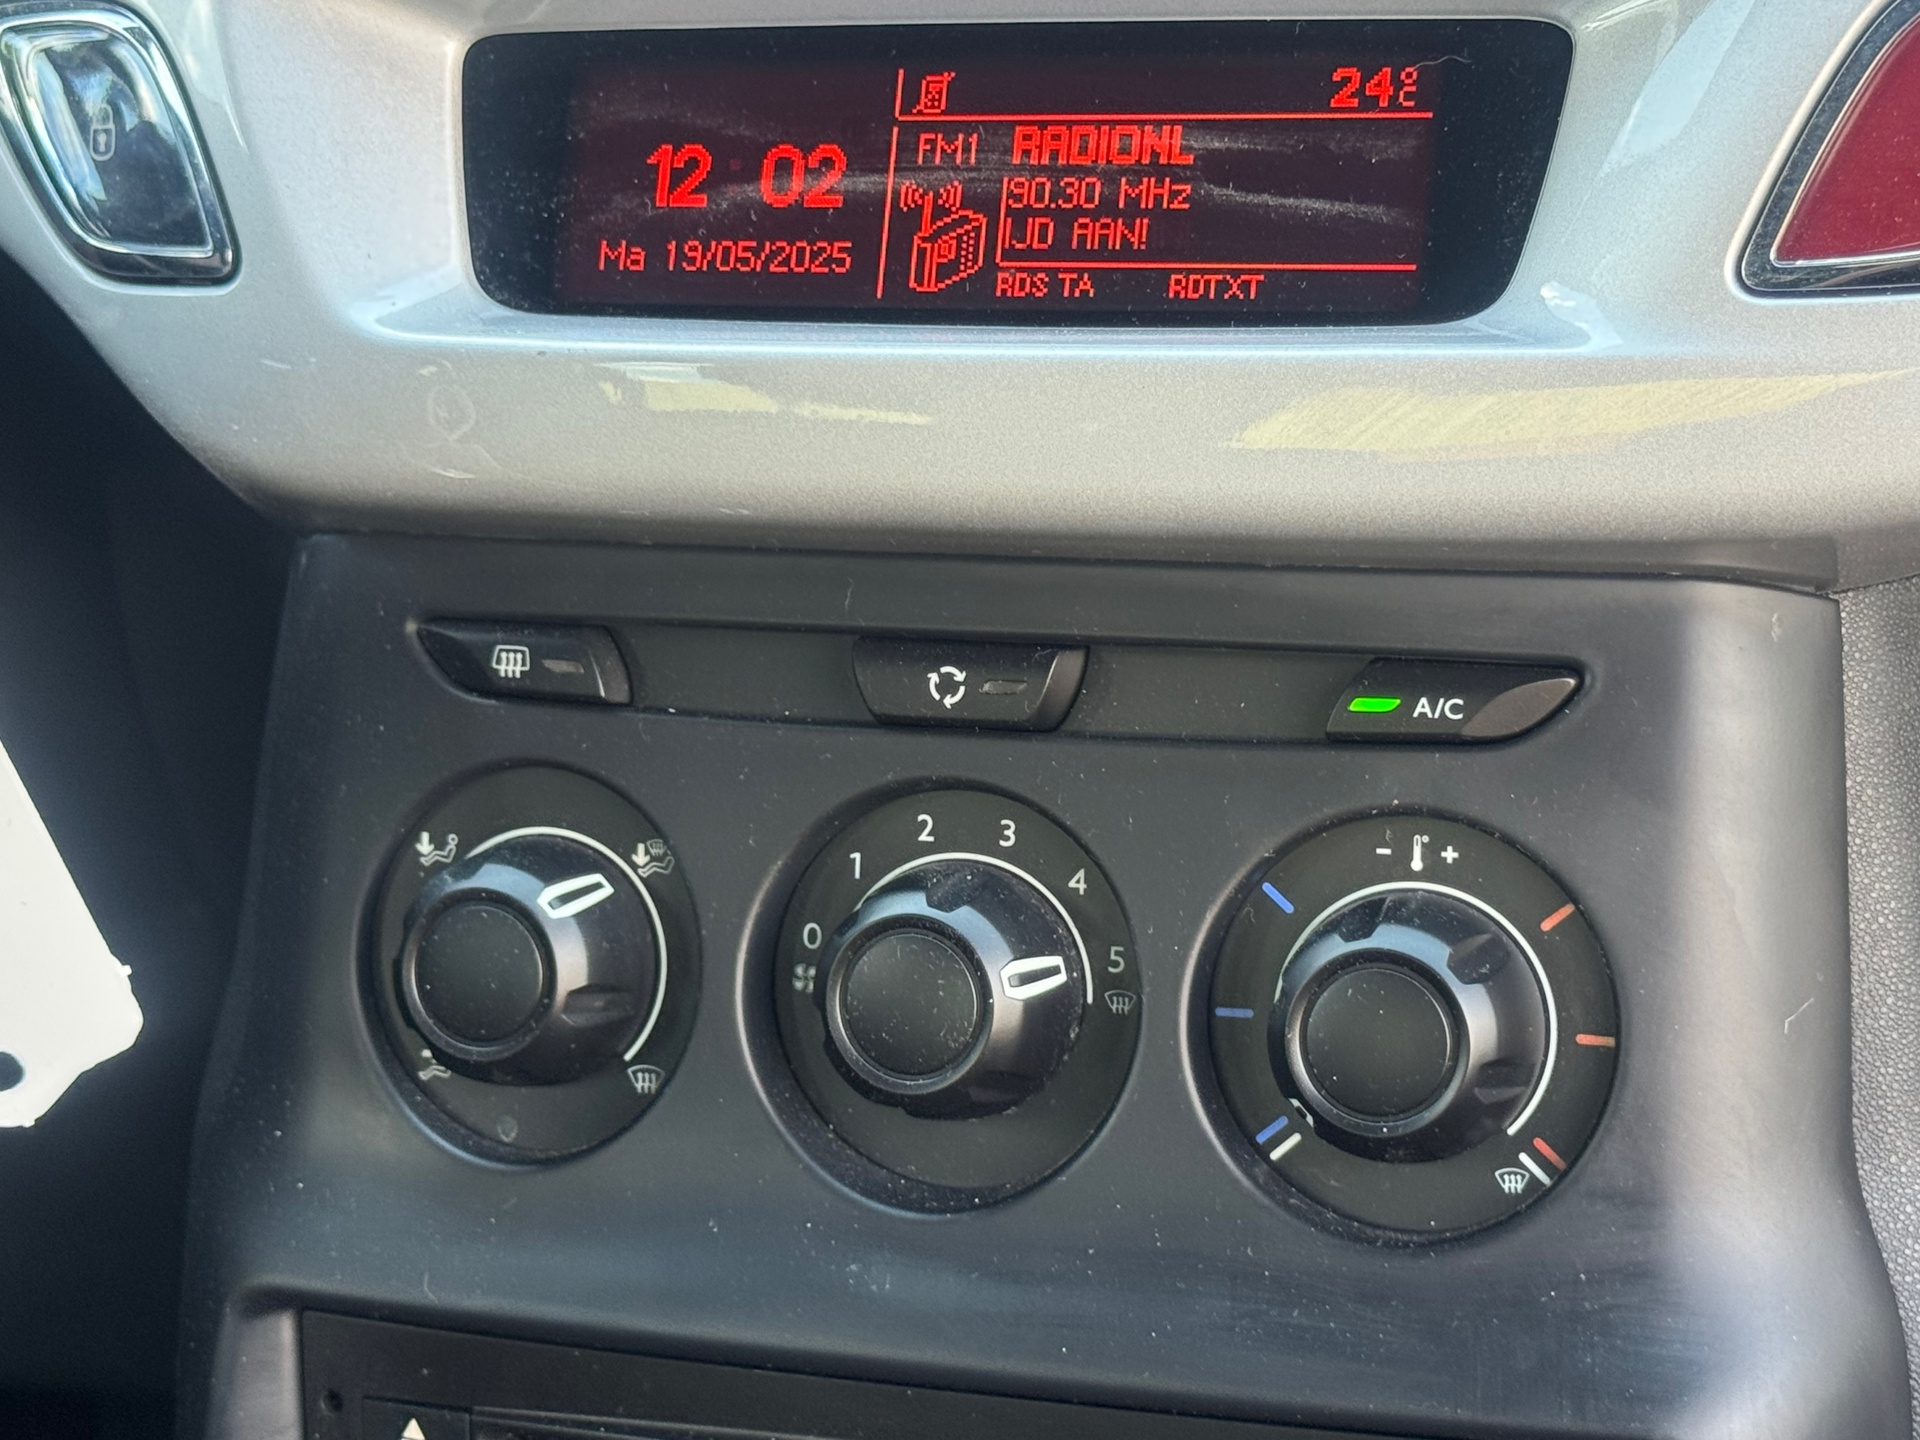 24°C
12 02
Ma 19/05/2025
FM1 RADIONL
90.30 MHz
IJD AAN!
RDS TA RDTXT
A/C
0 1 2 3 4 5
- +